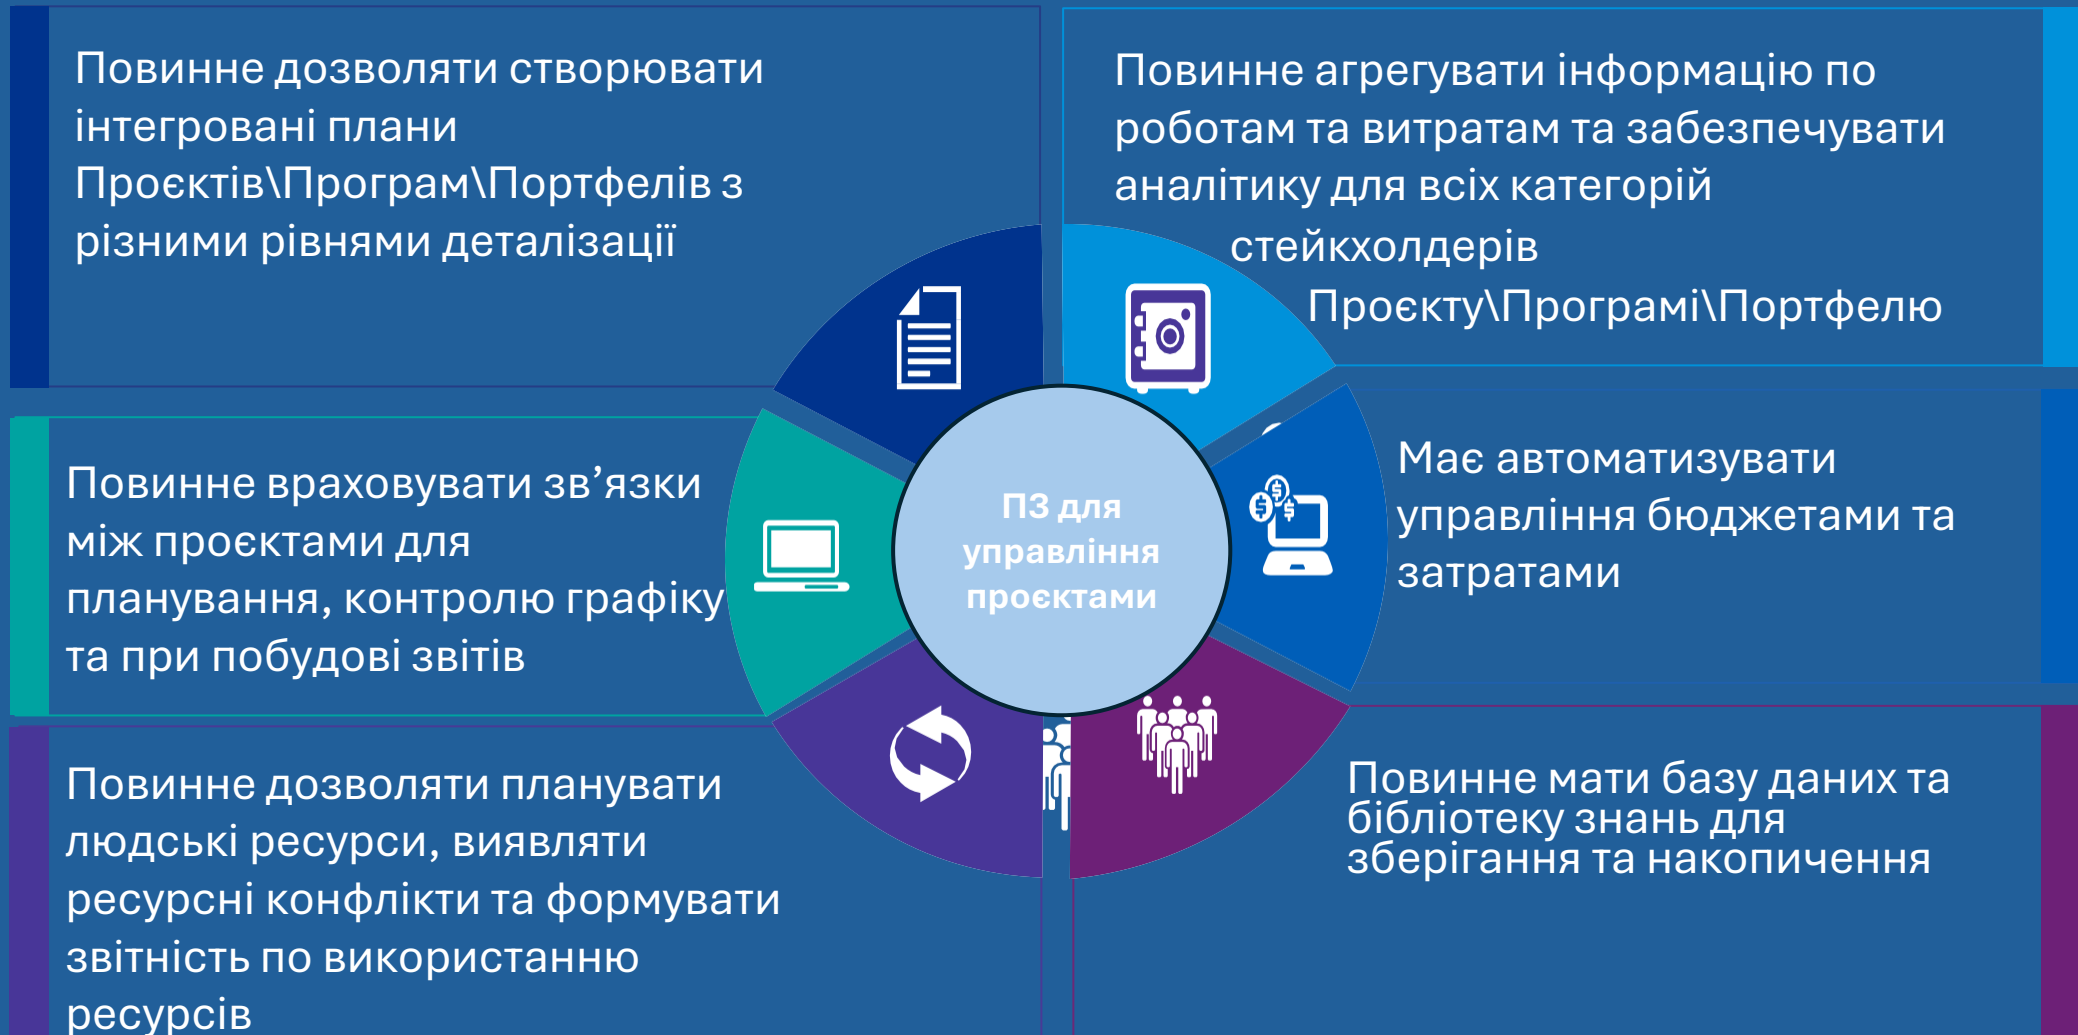 Повинне дозволяти створювати
інтегровані плани
Проєктів\Програм\Портфелів з
різними рівнями деталізації
Повинне агрегувати інформацію по
роботам та витратам та забезпечувати
аналітику для всіх категорій
стейкхолдерів
Проєкту\Програмі\Портфелю
Повинне враховувати зв’язки
між проєктами для
планування, контролю графіку
та при побудові звітів
ПЗ для
управління
проєктами
Має автоматизувати
управління бюджетами та
затратами
Повинне дозволяти планувати
людські ресурси, виявляти
ресурсні конфлікти та формувати
звітність по використанню
ресурсів
Повинне мати базу даних та
бібліотеку знань для
зберігання та накопичення